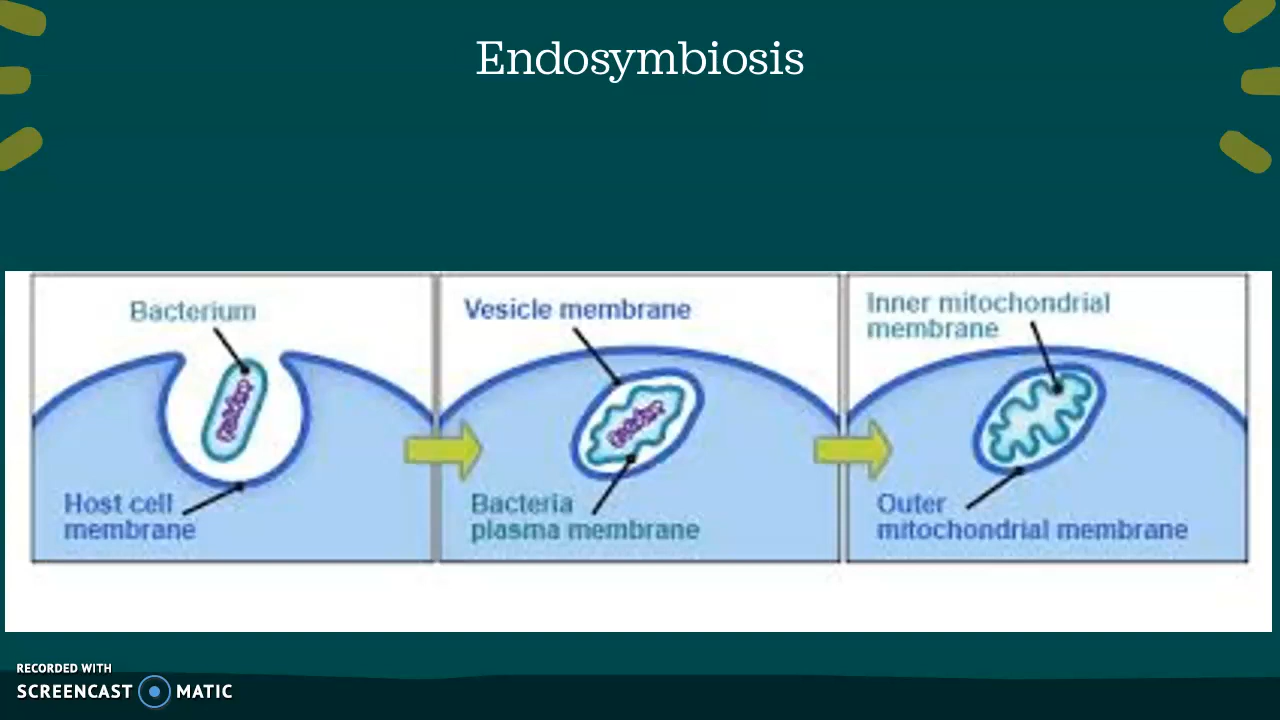 Endosymbiosis
Bacterium
Host cell
membrane
Vesicle membrane
Bacteria
plasma membrane
Inner mitochondrial
membrane
Outer
mitochondrial membrane
RECORDED WITH
SCREENCAST MATIC